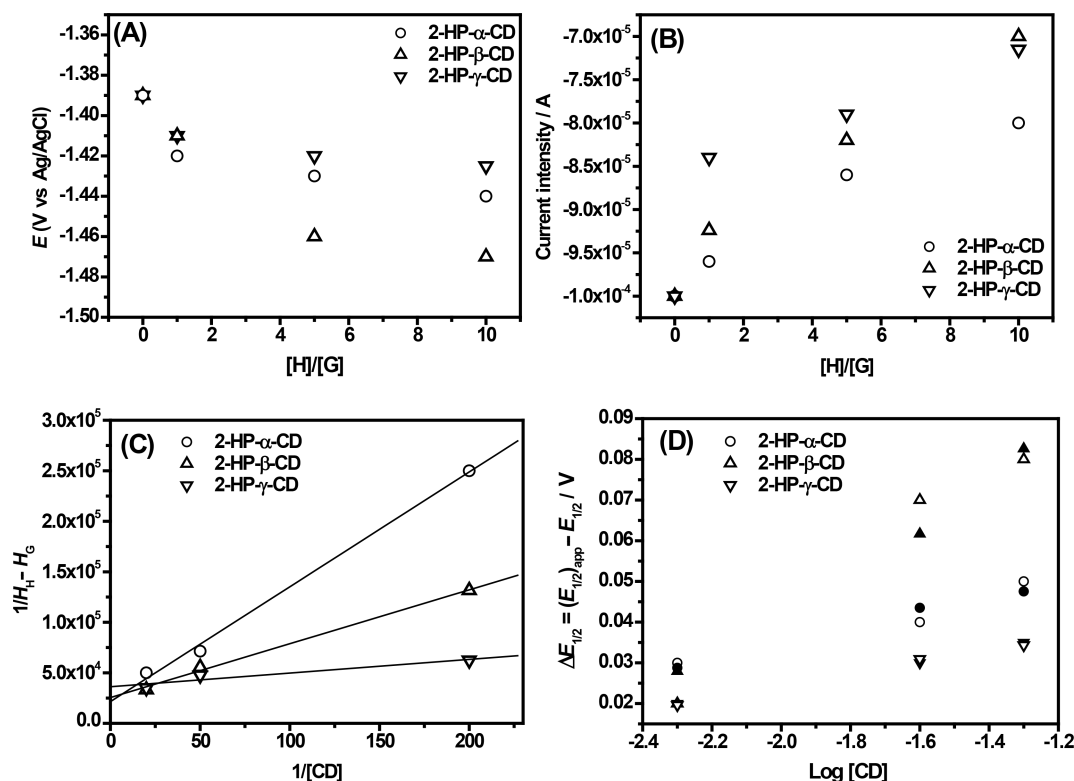 (A)
2-HP-α-CD
2-HP-β-CD
2-HP-γ-CD
-1.36
-1.38
-1.40
-1.42
-1.44
-1.46
-1.48
-1.50
E (V vs Ag/AgCl)
0 2 4 6 8 10
[H]/[G]
(B)
-7.0x10⁻⁵
-7.5x10⁻⁵
-8.0x10⁻⁵
-8.5x10⁻⁵
-9.0x10⁻⁵
-9.5x10⁻⁵
-1.0x10⁻⁴
Current intensity / A
2-HP-α-CD
2-HP-β-CD
2-HP-γ-CD
0 2 4 6 8 10
[H]/[G]
(C)
2-HP-α-CD
2-HP-β-CD
2-HP-γ-CD
3.0x10⁵
2.5x10⁵
1.5x10⁵
1.0x10⁵
5.0x10⁴
0.0
1/H_H- H_G
0 50 100 150 200
1/[CD]
(D)
2-HP-α-CD
2-HP-β-CD
2-HP-γ-CD
0.09
0.08
0.07
0.06
0.05
0.04
0.03
0.02
ΔE₁/₂ = (E₁/₂)app – E₁/₂ / V
-2.4 -2.2 -2.0 -1.8 -1.6 -1.4 -1.2
Log [CD]